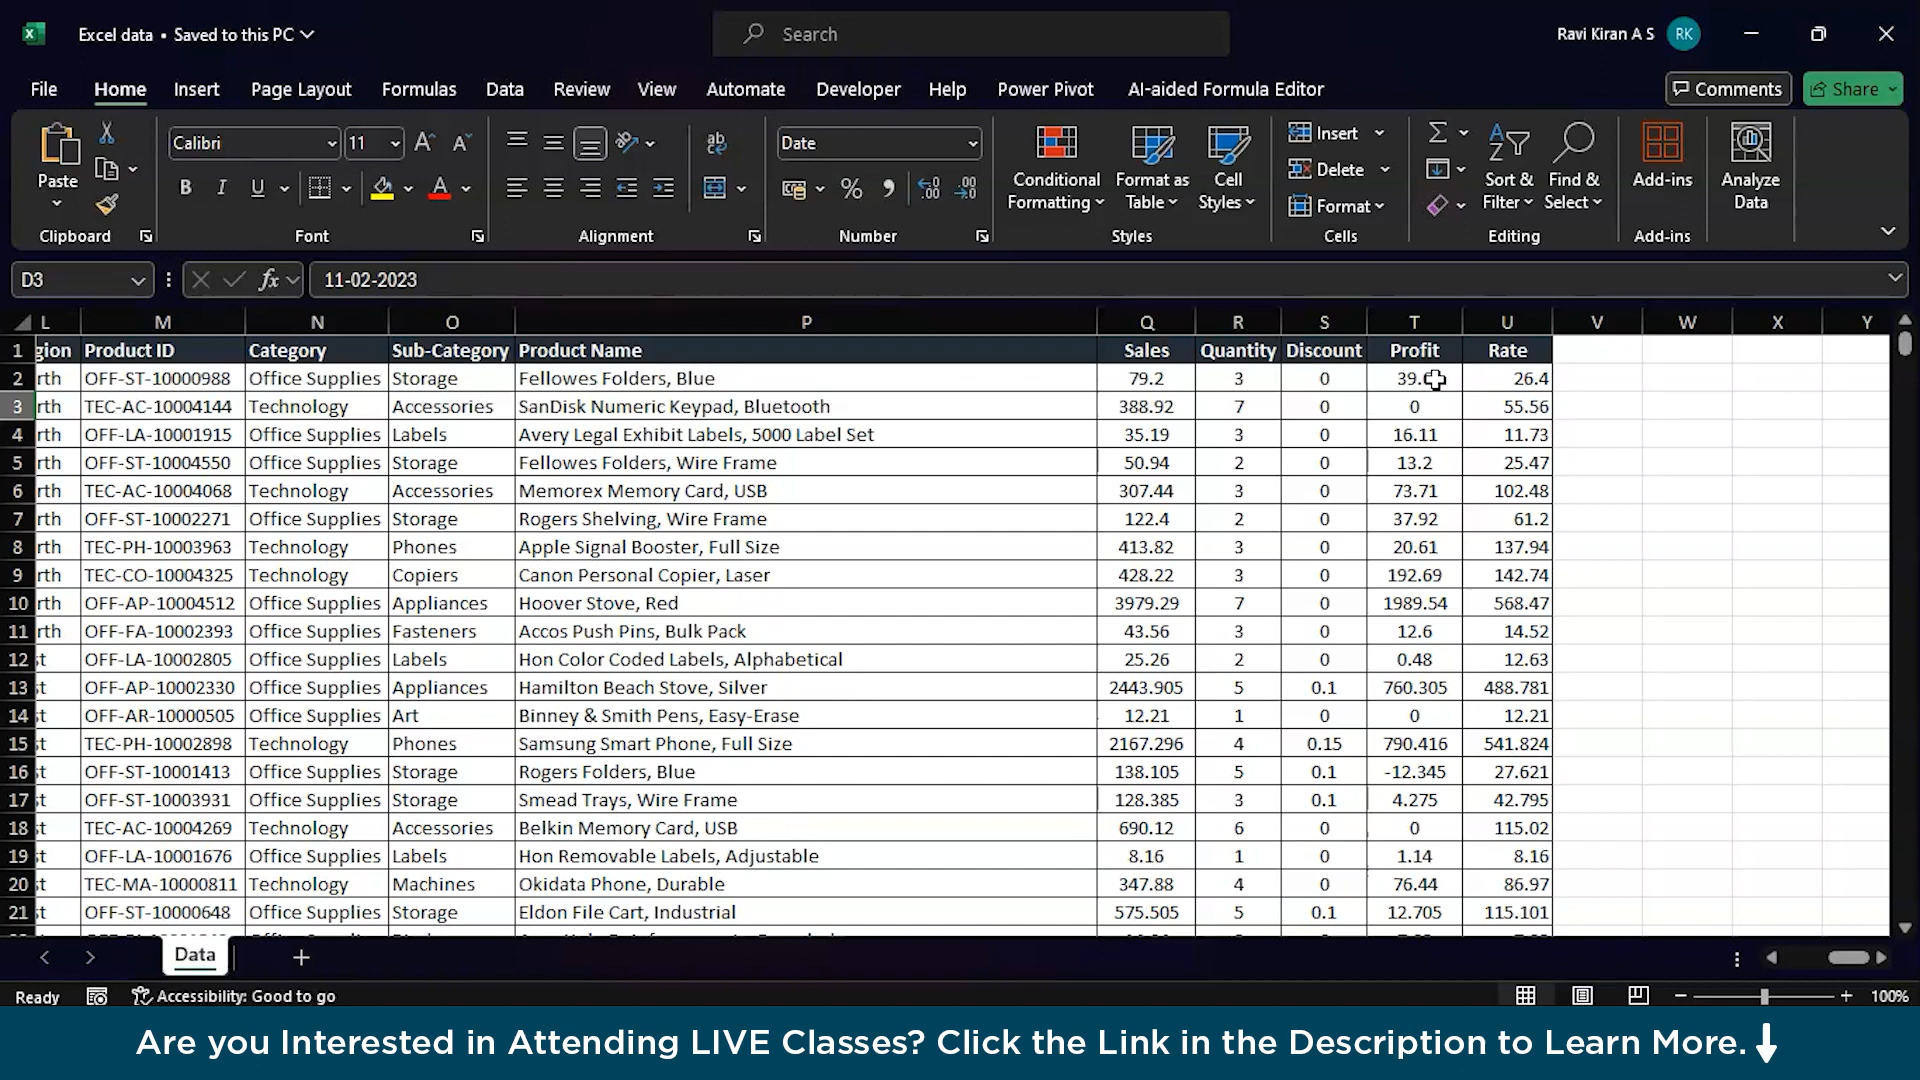 Excel data • Saved to this PC
Search
Ravi Kiran A S RK
File Home Insert Page Layout Formulas Data Review View Automate Developer Help Power Pivot AI-aided Formula Editor Comments Share
Paste
Clipboard
Calibri 11
B I U
Font
Alignment
Date
%
Number
Conditional Formatting
Format as Table
Cell Styles
Styles
Insert
Delete
Format
Cells
Sort & Filter
Find & Select
Editing
Add-ins
Add-ins
Analyze Data
D3 fx 11-02-2023
L M N O P Q R S T U V W X Y
1 gion Product ID Category Sub-Category Product Name Sales Quantity Discount Profit Rate
2 rth OFF-ST-10000988 Office Supplies Storage Fellowes Folders, Blue 79.2 3 0 26.4
3 rth TEC-AC-10004144 Technology Accessories SanDisk Numeric Keypad, Bluetooth 388.92 7 0 0 55.56
4 rth OFF-LA-10001915 Office Supplies Labels Avery Legal Exhibit Labels, 5000 Label Set 35.19 3 0 16.11 11.73
5 rth OFF-ST-10004550 Office Supplies Storage Fellowes Folders, Wire Frame 50.94 2 0 13.2 25.47
6 rth TEC-AC-10004068 Technology Accessories Memorex Memory Card, USB 307.44 3 0 73.71 102.48
7 rth OFF-ST-10002271 Office Supplies Storage Rogers Shelving, Wire Frame 122.4 2 0 37.92 61.2
8 rth TEC-PH-10003963 Technology Phones Apple Signal Booster, Full Size 413.82 3 0 20.61 137.94
9 rth TEC-CO-10004325 Technology Copiers Canon Personal Copier, Laser 428.22 3 0 192.69 142.74
10 rth OFF-AP-10004512 Office Supplies Appliances Hoover Stove, Red 3979.29 7 0 1989.54 568.47
11 rth OFF-FA-10002393 Office Supplies Fasteners Accos Push Pins, Bulk Pack 43.56 3 0 12.6 14.52
12 st OFF-LA-10002805 Office Supplies Labels Hon Color Coded Labels, Alphabetical 25.26 2 0 0.48 12.63
13 st OFF-AP-10002330 Office Supplies Appliances Hamilton Beach Stove, Silver 2443.905 5 0.1 760.305 488.781
14 st OFF-AR-10000505 Office Supplies Art Binney & Smith Pens, Easy-Erase 12.21 1 0 0 12.21
15 st TEC-PH-10002898 Technology Phones Samsung Smart Phone, Full Size 2167.296 4 0.15 790.416 541.824
16 st OFF-ST-10001413 Office Supplies Storage Rogers Folders, Blue 138.105 5 0.1 -12.345 27.621
17 st OFF-ST-10003931 Office Supplies Storage Smead Trays, Wire Frame 128.385 3 0.1 4.275 42.795
18 st TEC-AC-10004269 Technology Accessories Belkin Memory Card, USB 690.12 6 0 0 115.02
19 st OFF-LA-10001676 Office Supplies Labels Hon Removable Labels, Adjustable 8.16 1 0 1.14 8.16
20 st TEC-MA-10000811 Technology Machines Okidata Phone, Durable 347.88 4 0 76.44 86.97
21 st OFF-ST-10000648 Office Supplies Storage Eldon File Cart, Industrial 575.505 5 0.1 12.705 115.101
Data
Ready Accessibility: Good to go 100%
Are you Interested in Attending LIVE Classes? Click the Link in the Description to Learn More.